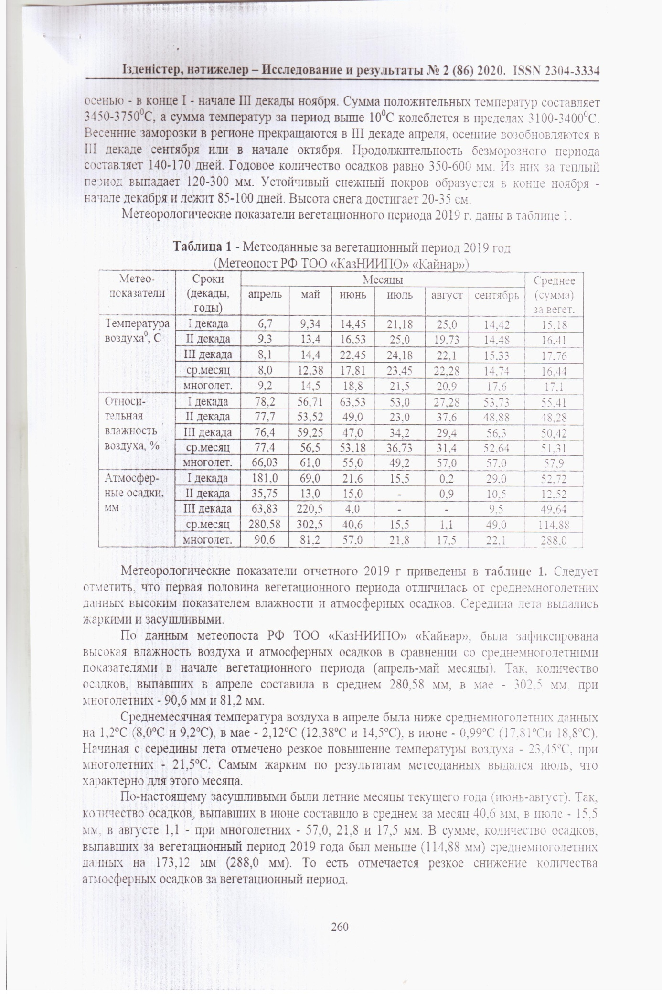 Ізденістер, нәтижелер – Исследование и результаты № 2 (86) 2020. ISSN 2304-3334
осенью - в конце I - начале III декады ноября. Сумма положительных температур составляет
3450-3750⁰С, а сумма температур за период выше 10⁰С колеблется в пределах 3100-3400⁰С.
Весенние заморозки в регионе прекращаются в III декаде апреля, осенние возобновляются в
III декаде сентября или в начале октября. Продолжительность безморозного периода
составляет 140-170 дней. Годовое количество осадков равно 350-600 мм. Из них за теплый
период выпадает 120-300 мм. Устойчивый снежный покров образуется в конце ноября -
начале декабря и лежит 85-100 дней. Высота снега достигает 20-35 см.
Метеорологические показатели вегетационного периода 2019 г. даны в таблице 1.
Таблица 1 - Метеоданные за вегетационный период 2019 год
(Метеопост РФ ТОО «КазНИИПО» «Кайнар»)
Метео-показатели Сроки (декады, годы) Месяцы Среднее (сумма) за вегет.
апрель май июнь июль август сентябрь
Температура воздуха⁰, С I декада 6,7 9,34 14,45 21,18 25,0 14,42 15,18
II декада 9,3 13,4 16,53 25,0 19,73 14,48 16,41
III декада 8,1 14,4 22,45 24,18 22,1 15,33 17,76
ср.месяц 8,0 12,38 17,81 23,45 22,28 14,74 16,44
многолет. 9,2 14,5 18,8 21,5 20,9 17,6 17,1
Относи-тельная влажность воздуха, % I декада 78,2 56,71 63,53 53,0 27,28 53,73 55,41
II декада 77,7 53,52 49,0 23,0 37,6 48,88 48,28
III декада 76,4 59,25 47,0 34,2 29,4 56,3 50,42
ср.месяц 77,4 56,5 53,18 36,73 31,4 52,64 51,31
многолет. 66,03 61,0 55,0 49,2 57,0 57,0 57,9
Атмосфер-ные осадки, мм I декада 181,0 69,0 21,6 15,5 0,2 29,0 52,72
II декада 35,75 13,0 15,0 - 0,9 10,5 12,52
III декада 63,83 220,5 4,0 - - 9,5 49,64
ср.месяц 280,58 302,5 40,6 15,5 1,1 49,0 114,88
многолет. 90,6 81,2 57,0 21,8 17,5 22,1 288,0
Метеорологические показатели отчетного 2019 г приведены в таблице 1. Следует
отметить, что первая половина вегетационного периода отличилась от среднемноголетних
данных высоким показателем влажности и атмосферных осадков. Середина лета выдались
жаркими и засушливыми.
По данным метеопоста РФ ТОО «КазНИИПО» «Кайнар», была зафиксирована
высокая влажность воздуха и атмосферных осадков в сравнении со среднемноголетними
показателями в начале вегетационного периода (апрель-май месяцы). Так, количество
осадков, выпавших в апреле составила в среднем 280,58 мм, в мае - 302,5 мм, при
многолетних - 90,6 мм и 81,2 мм.
Среднемесячная температура воздуха в апреле была ниже среднемноголетних данных
на 1,2ºС (8,0ºС и 9,2ºС), в мае - 2,12ºС (12,38ºС и 14,5ºС), в июне - 0,99ºС (17,81ºСи 18,8ºС).
Начиная с середины лета отмечено резкое повышение температуры воздуха - 23,45ºС, при
многолетних - 21,5ºС. Самым жарким по результатам метеоданных выдался июль, что
характерно для этого месяца.
По-настоящему засушливыми были летние месяцы текущего года (июнь-август). Так,
количество осадков, выпавших в июне составило в среднем за месяц 40,6 мм, в июле - 15,5
мм, в августе 1,1 - при многолетних - 57,0, 21,8 и 17,5 мм. В сумме, количество осадков,
выпавших за вегетационный период 2019 года был меньше (114,88 мм) среднемноголетних
данных на 173,12 мм (288,0 мм). То есть отмечается резкое снижение количества
атмосферных осадков за вегетационный период.
260